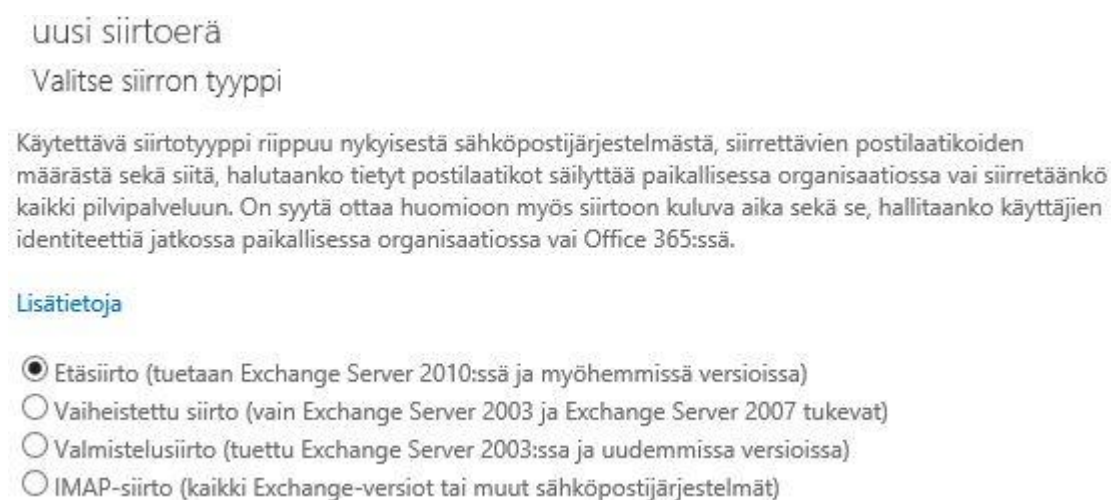 uusi siirtoerä
Valitse siirron tyyppi
Käytettävä siirtotyyppi riippuu nykyisestä sähköpostijärjestelmästä, siirrettävien postilaatikoiden
määrästä sekä siitä, halutaanko tietyt postilaatikot säilyttää paikallisessa organisaatiossa vai siirretäänkö
kaikki pilvipalveluun. On syytä ottaa huomioon myös siirtoon kuluva aika sekä se, hallitaanko käyttäjien
identiteettiä jatkossa paikallisessa organisaatiossa vai Office 365:ssä.
Lisätietoja
Etäsiirto (tuetaan Exchange Server 2010:ssä ja myöhemmissä versioissa)
Vaiheistettu siirto (vain Exchange Server 2003 ja Exchange Server 2007 tukevat)
Valmistelusiirto (tuettu Exchange Server 2003:ssa ja uudemmissa versioissa)
IMAP-siirto (kaikki Exchange-versiot tai muut sähköpostijärjestelmät)